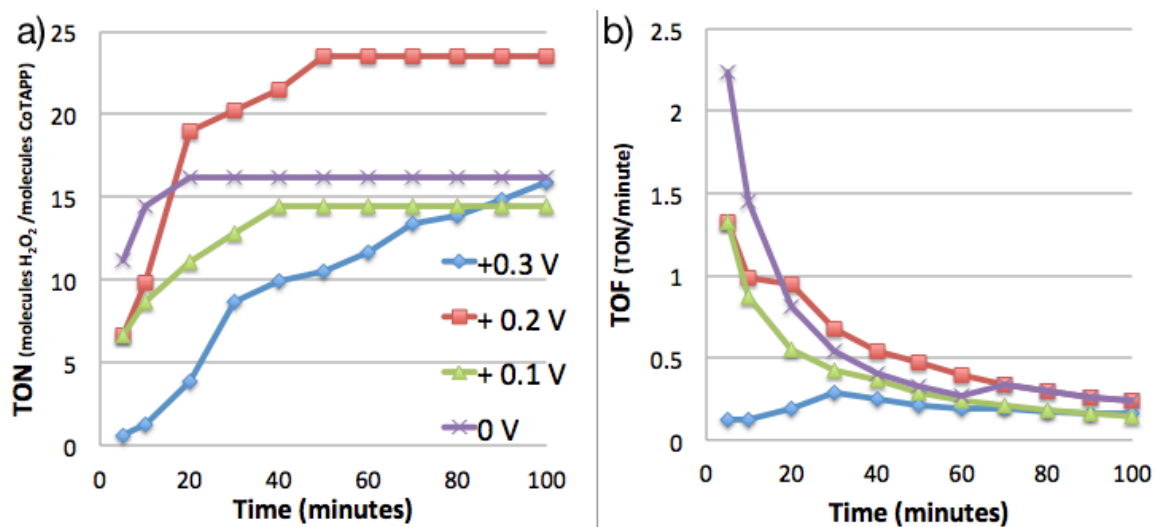 a)
TON (molecules H₂O₂ /molecules CoTAPP)
25
20
15
10
5
0
+0.3 V
+ 0.2 V
+ 0.1 V
0 V
0 20 40 60 80 100
Time (minutes)
b)
TOF (TON/minute)
2.5
2
1.5
1
0.5
0
0 20 40 60 80 100
Time (minutes)